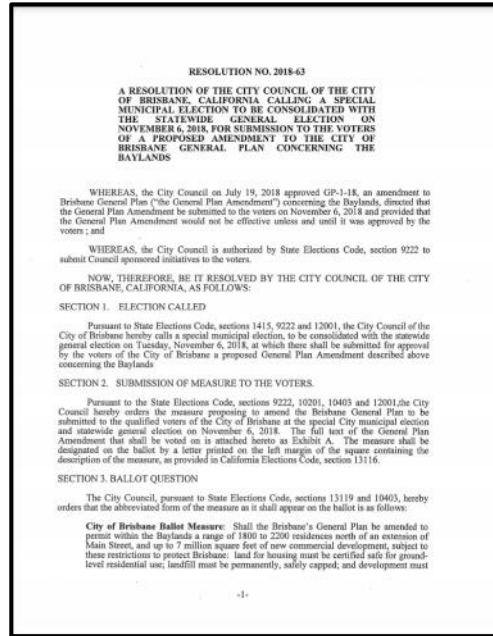 RESOLUTION NO. 2018-63
A RESOLUTION OF THE CITY COUNCIL OF THE CITY
OF BRISBANE, CALIFORNIA CALLING A SPECIAL
MUNICIPAL ELECTION TO BE CONSOLIDATED WITH
THE STATEWIDE GENERAL ELECTION ON
NOVEMBER 6, 2018, FOR SUBMISSION TO THE VOTERS
OF A PROPOSED AMENDMENT TO THE CITY OF
BRISBANE GENERAL PLAN CONCERNING THE
BAYLANDS
WHEREAS, the City Council on July 19, 2018 approved GP-1-18, an amendment to
Brisbane General Plan ("the General Plan Amendment") concerning the Baylands, directed that
the General Plan Amendment be submitted to the voters on November 6, 2018 and provided that
the General Plan Amendment would not be effective unless and until it was approved by the
voters ; and
WHEREAS, the City Council is authorized by State Elections Code, section 9222 to
submit Council sponsored initiatives to the voters.
NOW, THEREFORE, BE IT RESOLVED BY THE CITY COUNCIL OF THE CITY
OF BRISBANE, CALIFORNIA, AS FOLLOWS:
SECTION 1. ELECTION CALLED
Pursuant to State Elections Code, sections 1415, 9222 and 12001, the City Council of the
City of Brisbane hereby calls a special municipal election, to be consolidated with the statewide
general election on Tuesday, November 6, 2018, at which there shall be submitted for approval
by the voters of the City of Brisbane a proposed General Plan Amendment described above
concerning the Baylands
SECTION 2. SUBMISSION OF MEASURE TO THE VOTERS.
Pursuant to the State Elections Code, sections 9222, 10201, 10403 and 12001,the City
Council hereby orders the measure proposing to amend the Brisbane General Plan to be
submitted to the qualified voters of the City of Brisbane at the special City municipal election
and statewide general election on November 6, 2018. The full text of the General Plan
Amendment that shall be voted on is attached hereto as Exhibit A. The measure shall be
designated on the ballot by a letter printed on the left margin of the square containing the
description of the measure, as provided in California Elections Code, section 13116.
SECTION 3. BALLOT QUESTION
The City Council, pursuant to State Elections Code, sections 13119 and 10403, hereby
orders that the abbreviated form of the measure as it shall appear on the ballot is as follows:
City of Brisbane Ballot Measure: Shall the Brisbane's General Plan be amended to
permit within the Baylands a range of 1800 to 2200 residences north of an extension of
Main Street, and up to 7 million square feet of new commercial development, subject to
these restrictions to protect Brisbane: land for housing must be certified safe for ground-
level residential use; landfill must be permanently, safely capped; and development must
-1-